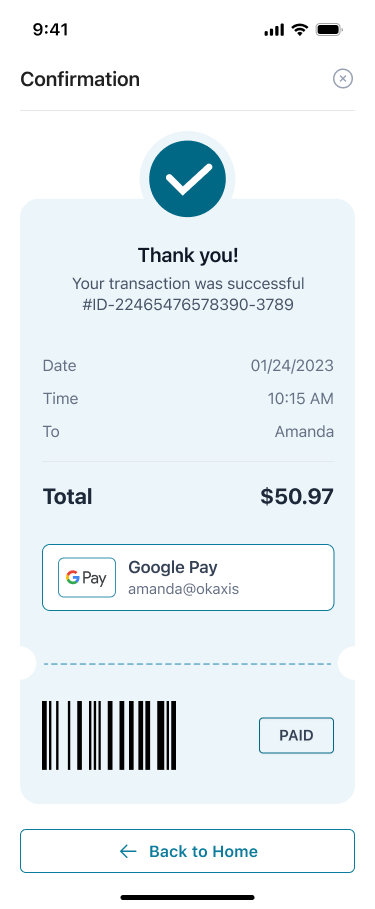 9:41
Confirmation
Thank you!
Your transaction was successful
#ID-22465476578390-3789
Date 01/24/2023
Time 10:15 AM
To Amanda
Total $50.97
G Pay Google Pay
amanda@okaxis
PAID
Back to Home